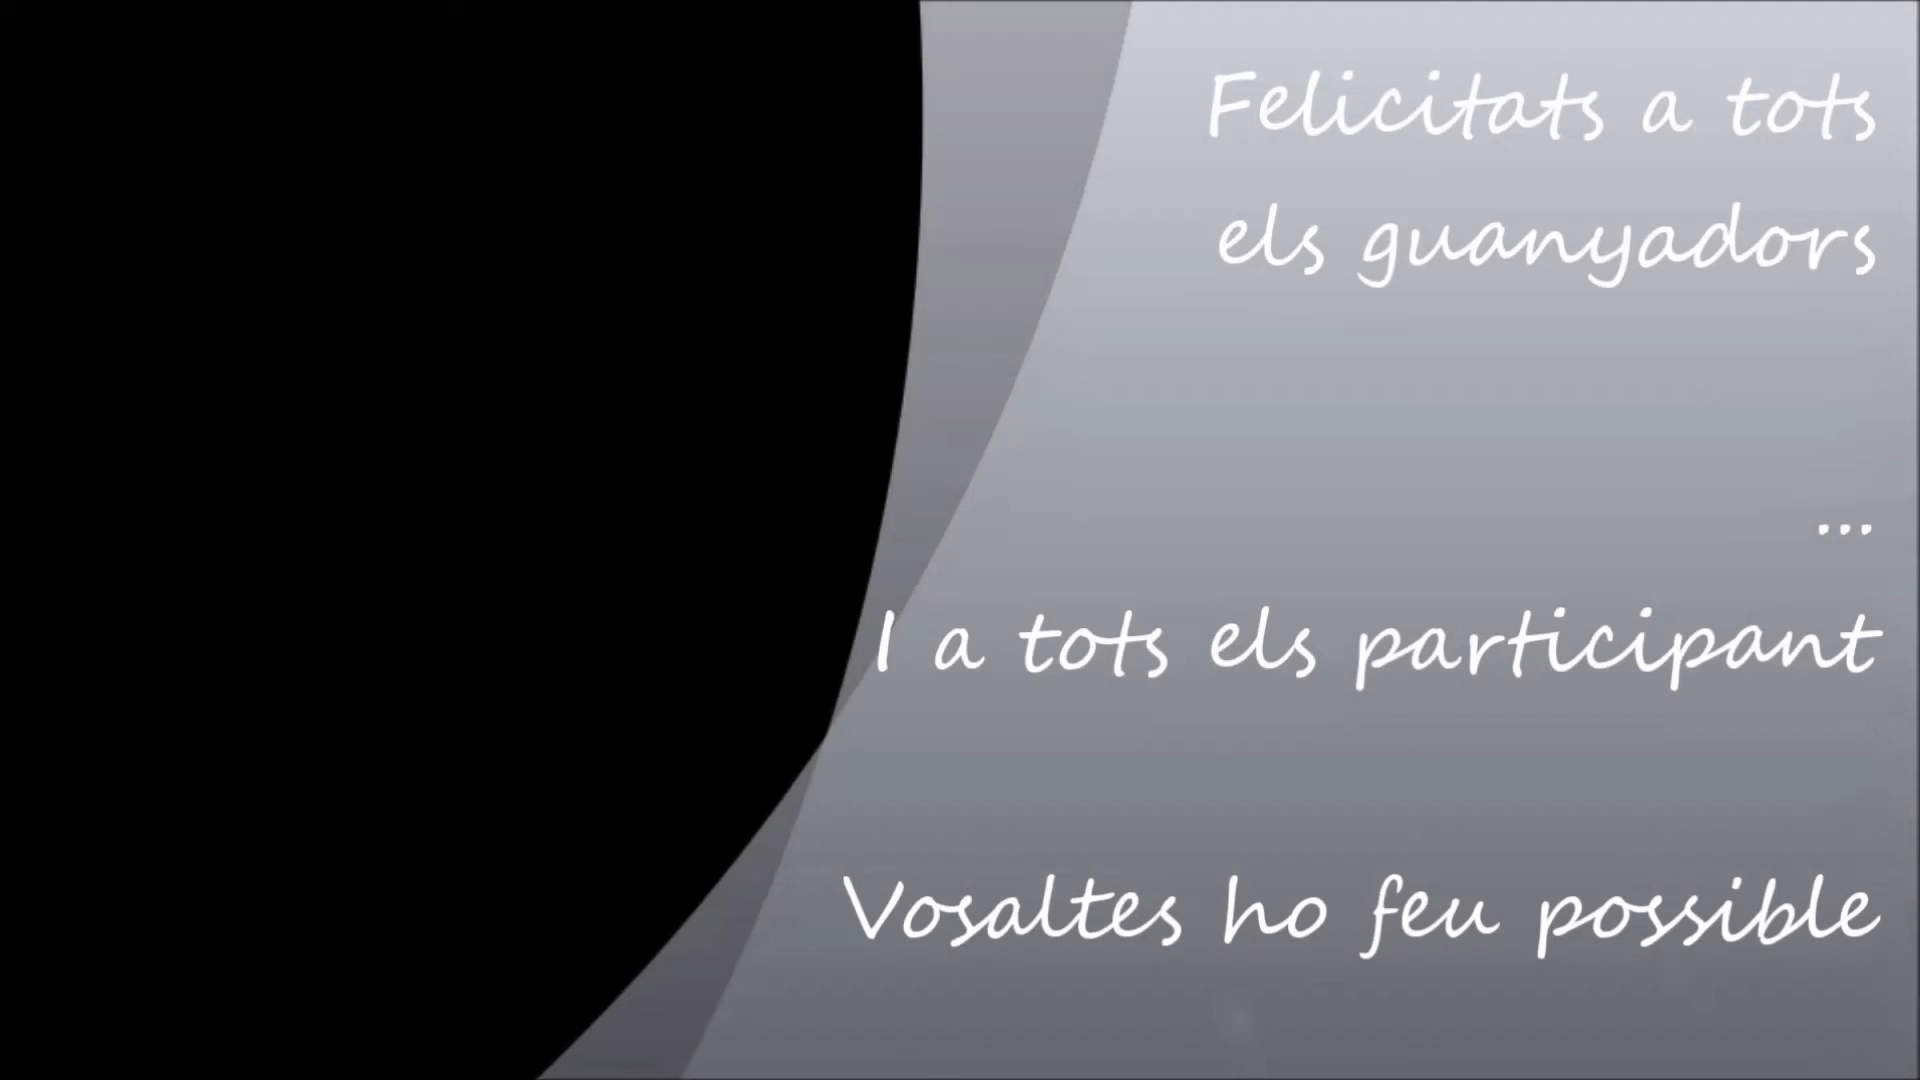 Felicitats a tots
els guanyadors
...
I a tots els participant
Vosaltes ho feu possible